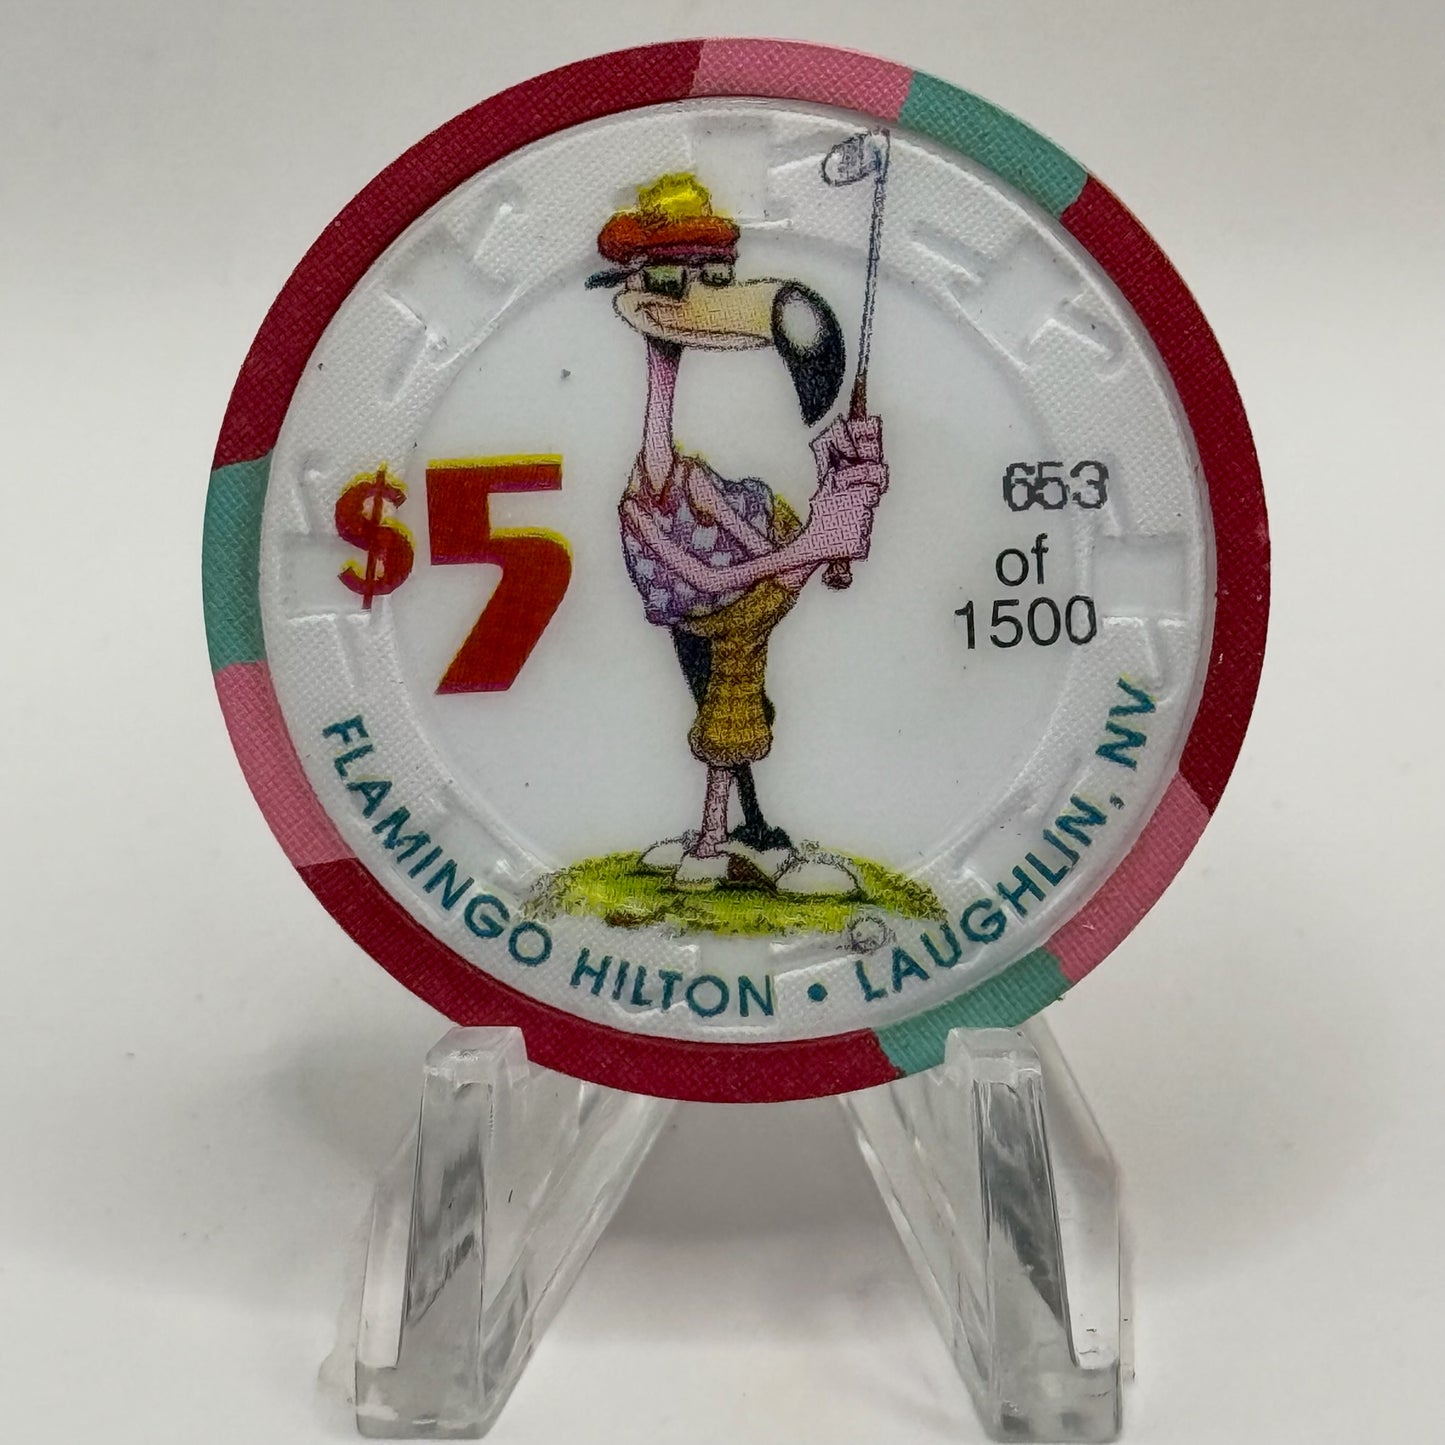 $5
653
of
1500
FLAMINGO HILTON • LAUGHLIN, NV